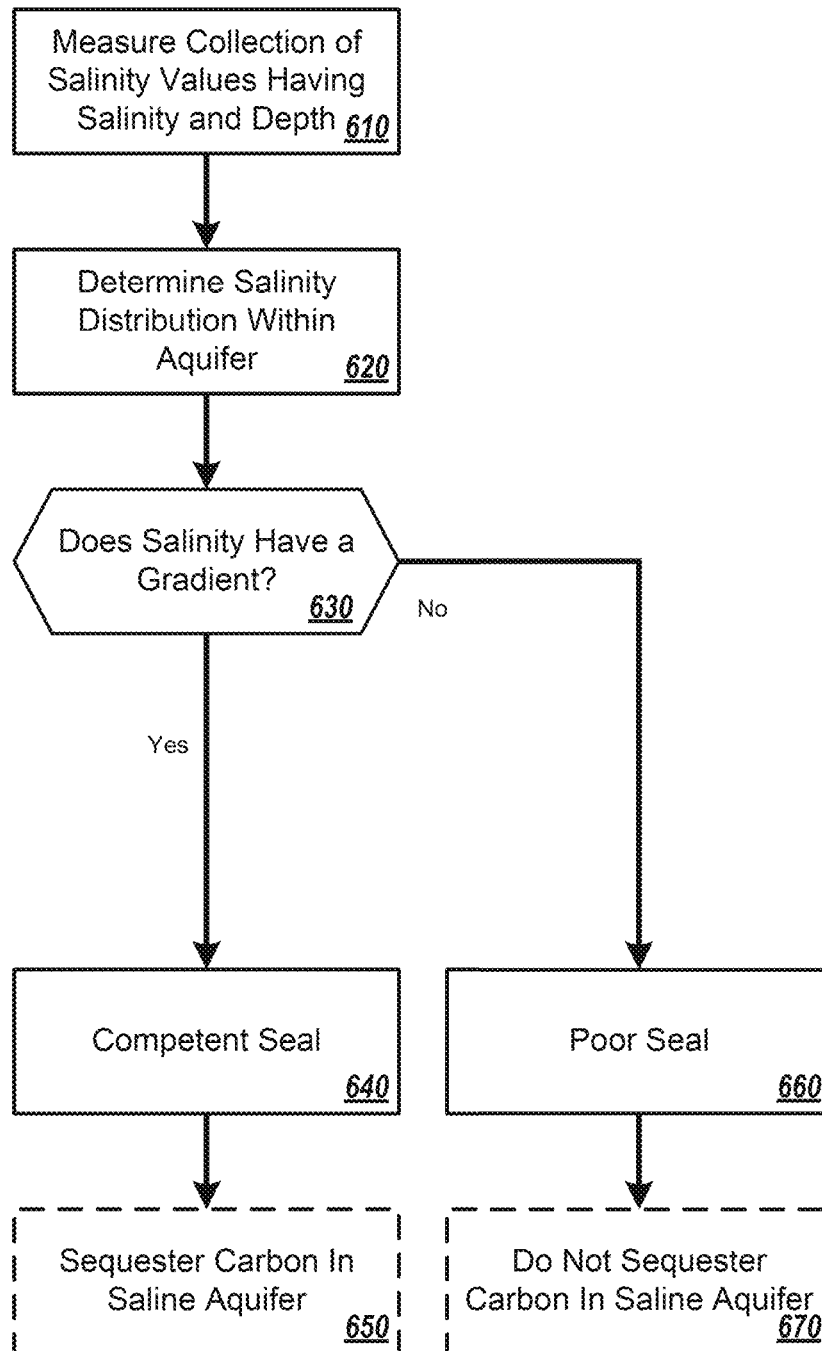 Measure Collection of
Salinity Values Having
Salinity and Depth 610
Determine Salinity
Distribution Within
Aquifer
620
Does Salinity Have a
Gradient?
630
No
Yes
Competent Seal
640
Poor Seal
660
Sequester Carbon In
Saline Aquifer
650
Do Not Sequester
Carbon In Saline Aquifer
670